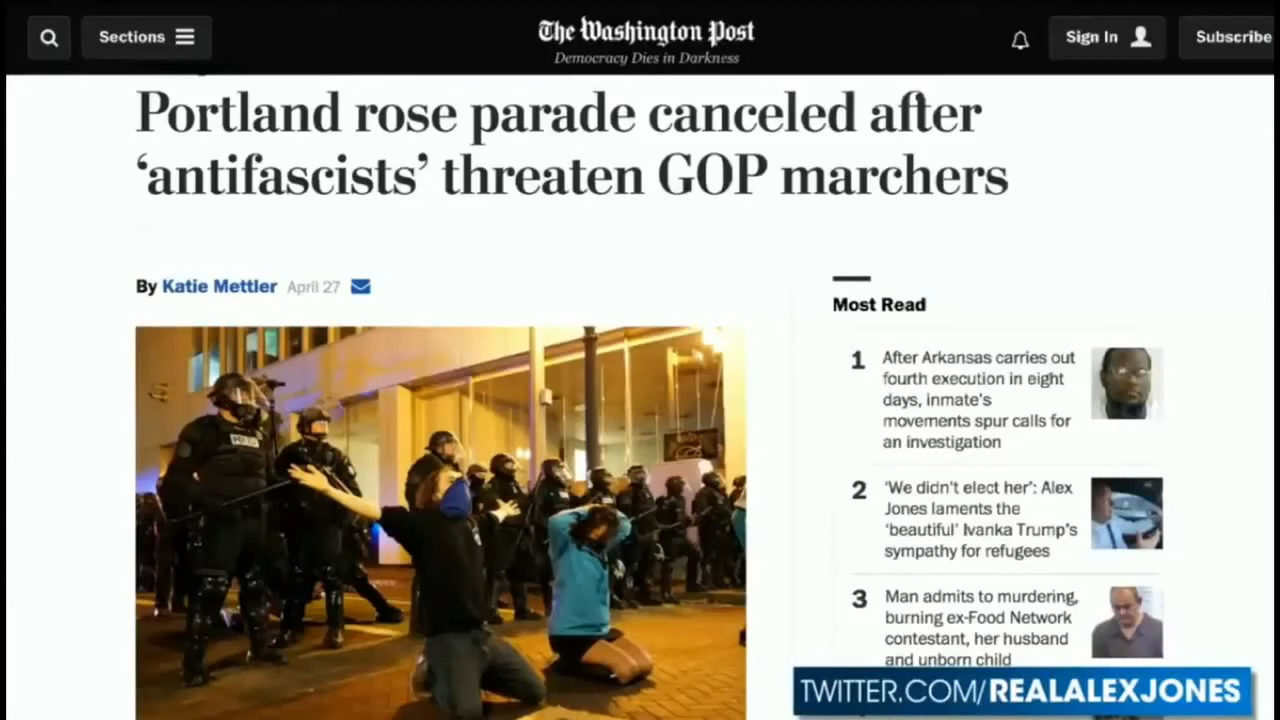 Sections
The Washington Post
Democracy Dies in Darkness
Sign In
Subscribe
Portland rose parade canceled after
‘antifascists’ threaten GOP marchers
By Katie Mettler April 27
POLICE
Most Read
1 After Arkansas carries out
fourth execution in eight
days, inmate's
movements spur calls for
an investigation
2 ‘We didn't elect her’: Alex
Jones laments the
‘beautiful’ Ivanka Trump's
sympathy for refugees
3 Man admits to murdering,
burning ex-Food Network
contestant, her husband
and unborn child
TWITTER.COM/REALALEXJONES